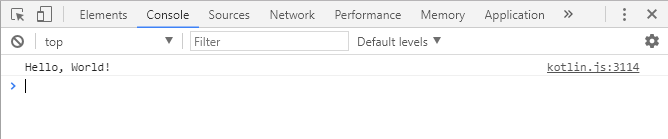 Elements Console Sources Network Performance Memory Application »
top Filter Default levels
Hello, World! kotlin.js:3114